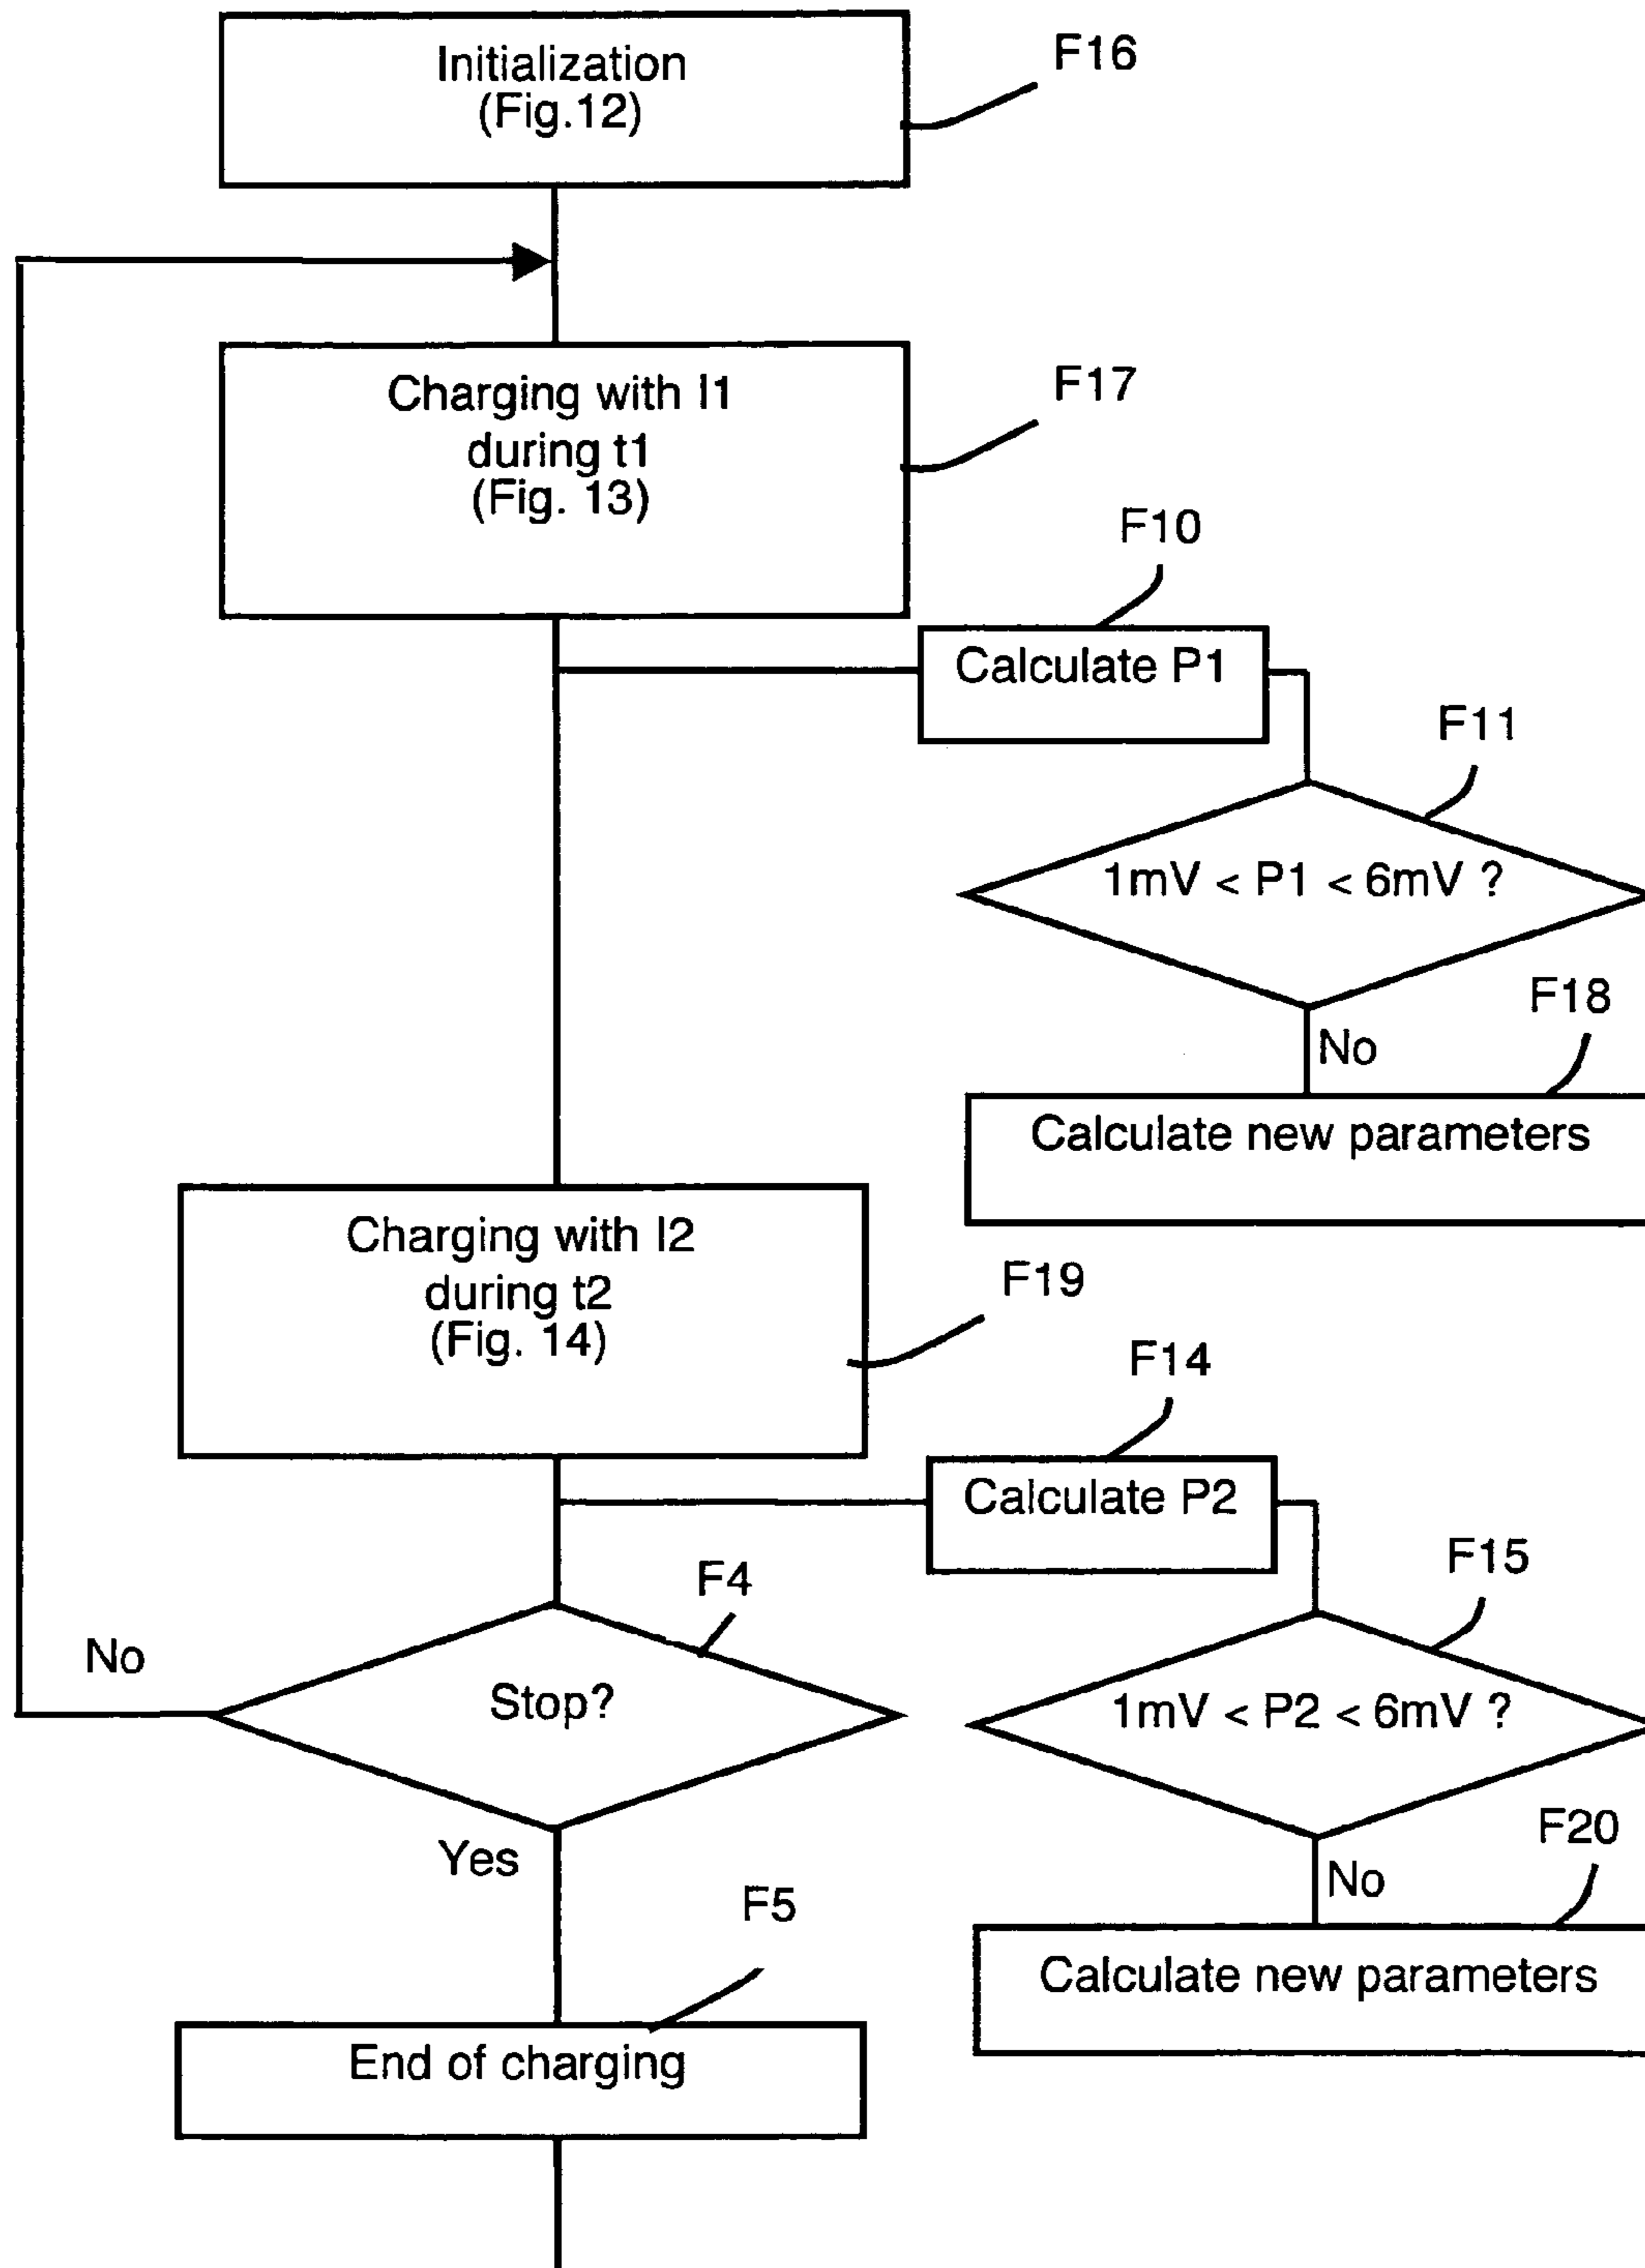 Initialization
(Fig.12)
F16
Charging with I1
during t1
(Fig. 13)
F17
F10
Calculate P1
F11
1mV < P1 < 6mV ?
No
F18
Calculate new parameters
Charging with I2
during t2
(Fig. 14)
F19
F14
Calculate P2
F4
F15
No
Stop?
1mV < P2 < 6mV ?
Yes
F20
No
F5
Calculate new parameters
End of charging